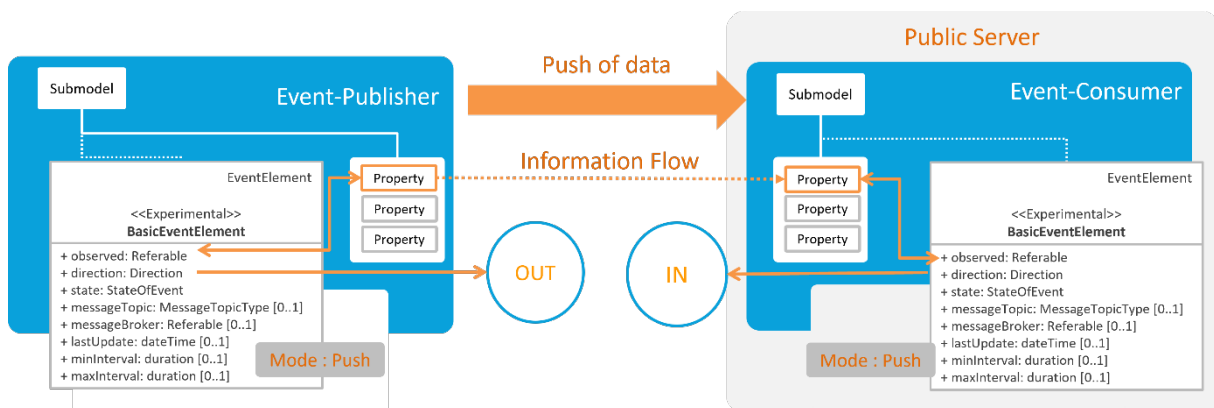 Public Server
Push of data
Submodel
Event-Publisher
Submodel
Event-Consumer
Information Flow
EventElement
<<Experimental>>
BasicEventElement
+ observed: Referable
+ direction: Direction
+ state: StateOfEvent
+ messageTopic: MessageTopicType [0..1]
+ messageBroker: Referable [0..1]
+ lastUpdate: dateTime [0..1]
+ minInterval: duration [0..1]
+ maxInterval: duration [0..1]
Mode : Push
Property
Property
Property
OUT
IN
Property
Property
Property
EventElement
<<Experimental>>
BasicEventElement
+ observed: Referable
+ direction: Direction
+ state: StateOfEvent
+ messageTopic: MessageTopicType [0..1]
+ messageBroker: Referable [0..1]
+ lastUpdate: dateTime [0..1]
+ minInterval: duration [0..1]
+ maxInterval: duration [0..1]
Mode : Push